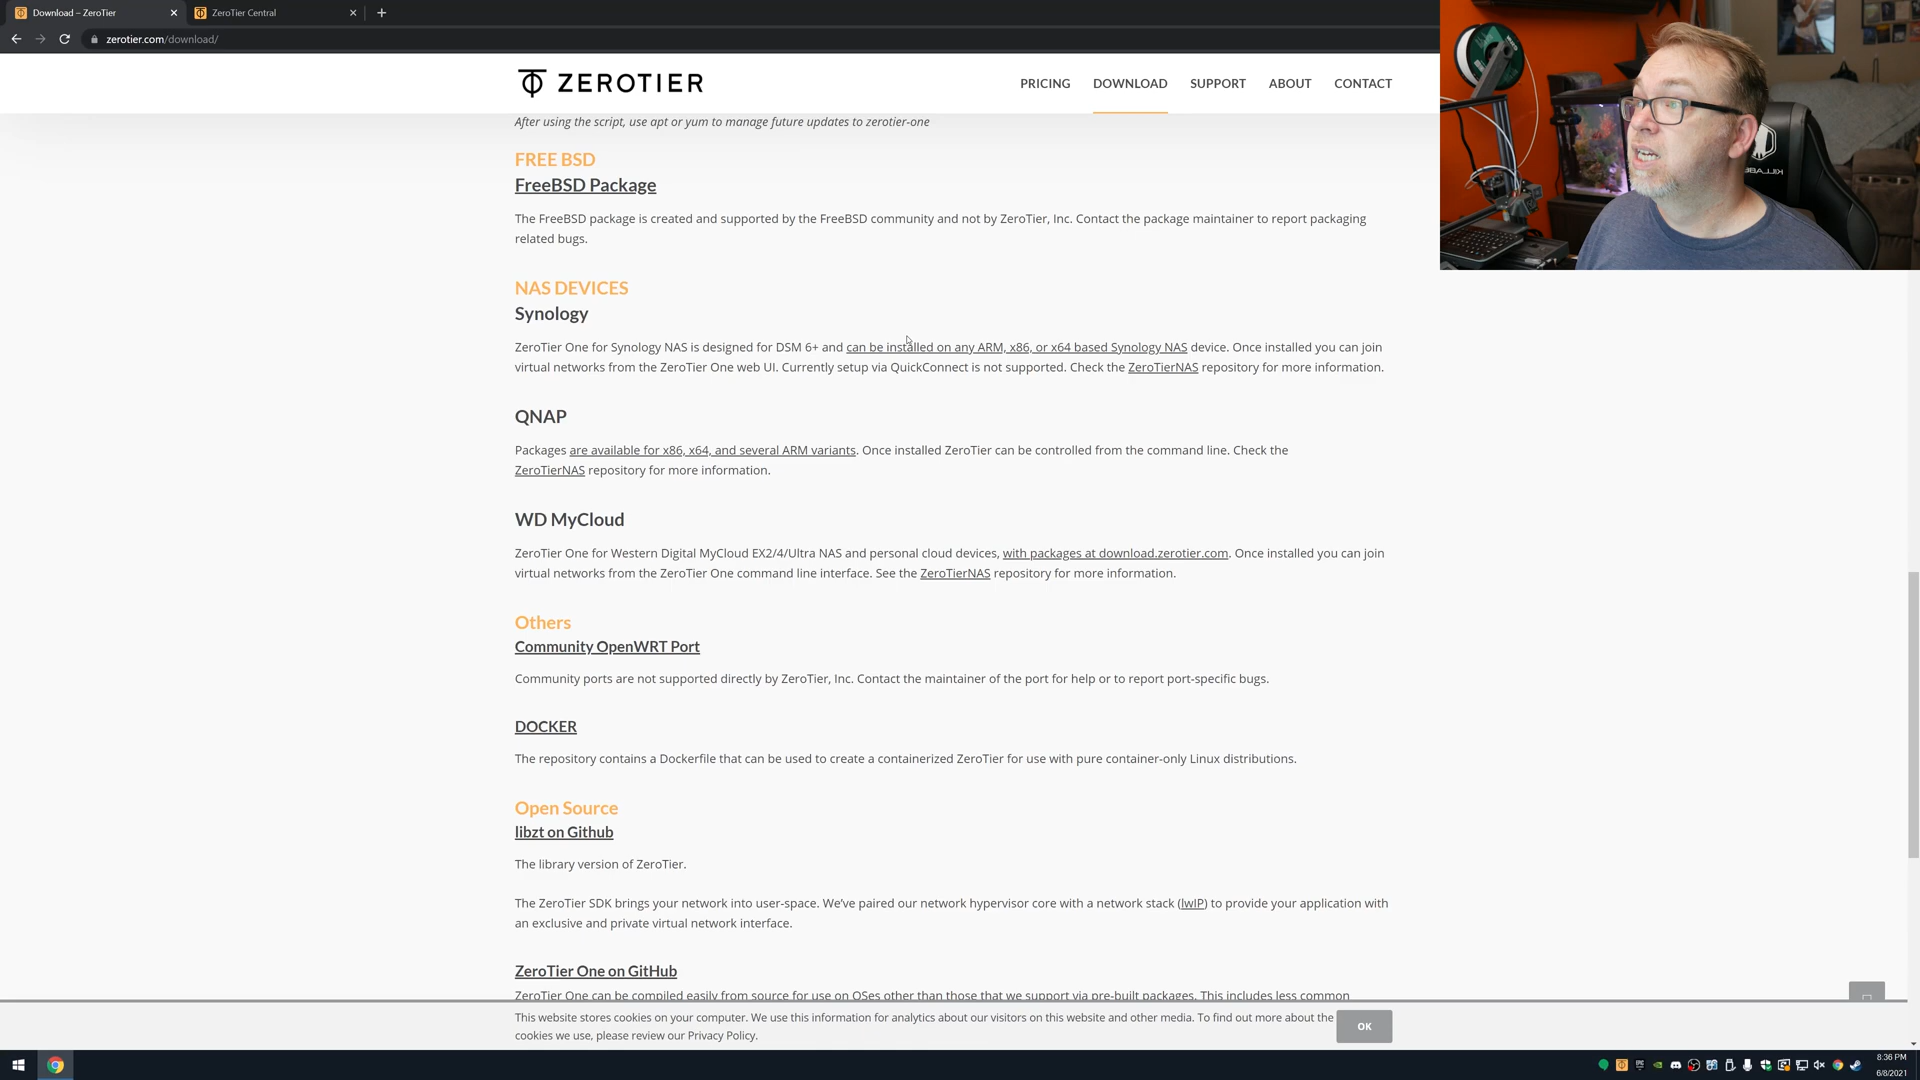 Download – ZeroTier
ZeroTier Central
zerotier.com/download/
ZEROTIER
PRICING
DOWNLOAD
SUPPORT
ABOUT
CONTACT
After using the script, use apt or yum to manage future updates to zerotier-one
FREE BSD
FreeBSD Package
The FreeBSD package is created and supported by the FreeBSD community and not by ZeroTier, Inc. Contact the package maintainer to report packaging
related bugs.
NAS DEVICES
Synology
ZeroTier One for Synology NAS is designed for DSM 6+ and can be installed on any ARM, x86, or x64 based Synology NAS device. Once installed you can join
virtual networks from the ZeroTier One web UI. Currently setup via QuickConnect is not supported. Check the ZeroTierNAS repository for more information.
QNAP
Packages are available for x86, x64, and several ARM variants. Once installed ZeroTier can be controlled from the command line. Check the
ZeroTierNAS repository for more information.
WD MyCloud
ZeroTier One for Western Digital MyCloud EX2/4/Ultra NAS and personal cloud devices, with packages at download.zerotier.com. Once installed you can join
virtual networks from the ZeroTier One command line interface. See the ZeroTierNAS repository for more information.
Others
Community OpenWRT Port
Community ports are not supported directly by ZeroTier, Inc. Contact the maintainer of the port for help or to report port-specific bugs.
DOCKER
The repository contains a Dockerfile that can be used to create a containerized ZeroTier for use with pure container-only Linux distributions.
Open Source
libzt on Github
The library version of ZeroTier.
The ZeroTier SDK brings your network into user-space. We've paired our network hypervisor core with a network stack (lwIP) to provide your application with
an exclusive and private virtual network interface.
ZeroTier One on GitHub
ZeroTier One can be compiled easily from source for use on OSes other than those that we support via pre-built packages. This includes less common
This website stores cookies on your computer. We use this information for analytics about our visitors on this website and other media. To find out more about the
cookies we use, please review our Privacy Policy.
OK
8:36 PM
6/8/2021